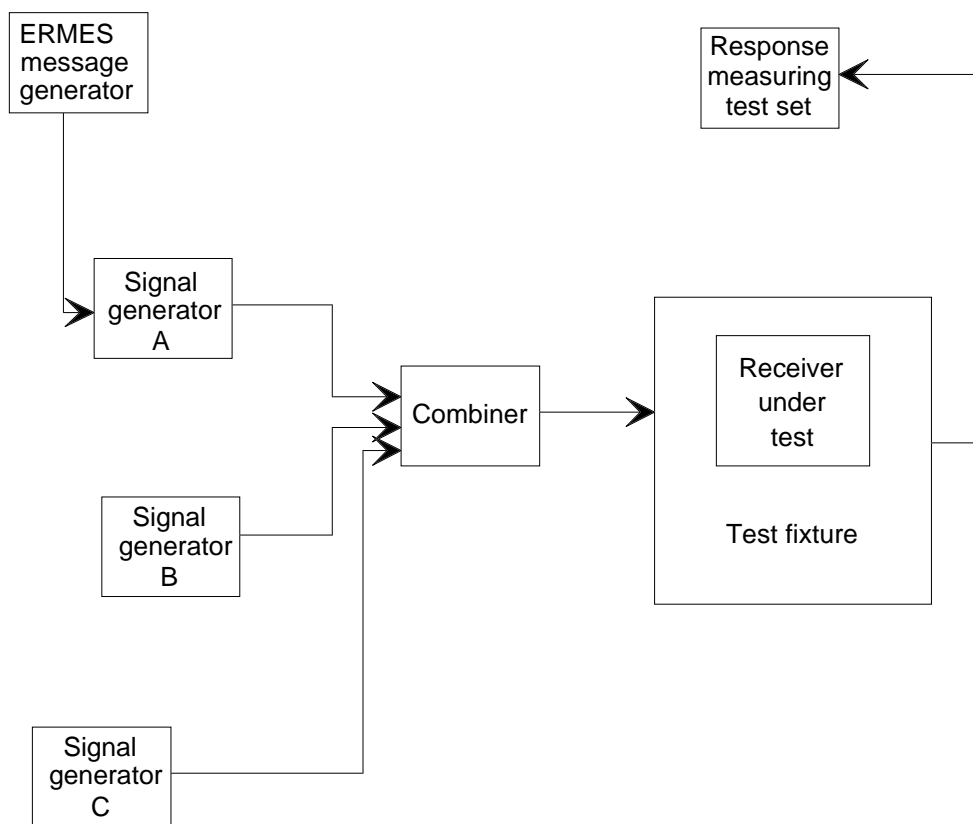 ERMES
message
generator
Response
measuring
test set
Signal
generator
A
Combiner
Receiver
under
test
Test fixture
Signal
generator
B
Signal
generator
C